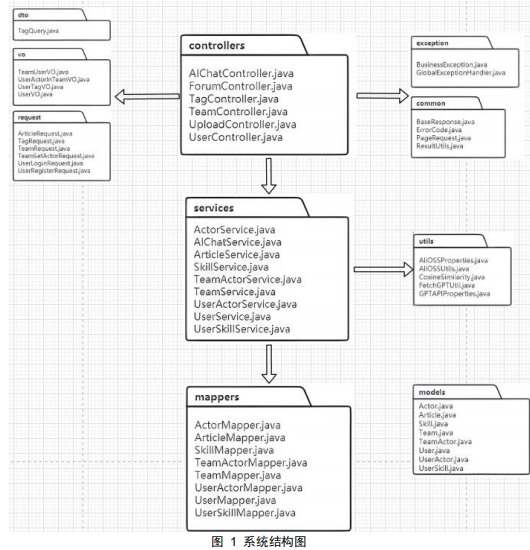 dto
TagQuery.java
vo
TeamUserVO.java
UserActorInTeamVO.java
UserTagVO.java
UserVO.java
request
ArticleRequest.java
TagRequest.java
TeamRequest.java
TeamSetActorRequest.java
UserLoginRequest.java
UserRegisterRequest.java
controllers
AIChatController.java
ForumController.java
TagController.java
TeamController.java
UploadController.java
UserController.java
exception
BusinessException.java
GlobalExceptionHandler.java
common
BaseResponse.java
ErrorCode.java
PageRequest.java
ResultUtils.java
services
ActorService.java
AIChatService.java
ArticleService.java
SkillService.java
TeamActorService.java
TeamService.java
UserActorService.java
UserService.java
UserSkillService.java
utils
AliOSSProperties.java
AliOSSUtils.java
CosineSimilarity.java
FetchGPTUtil.java
GPTAPIProperties.java
mappers
ActorMapper.java
ArticleMapper.java
SkillMapper.java
TeamActorMapper.java
TeamMapper.java
UserActorMapper.java
UserMapper.java
UserSkillMapper.java
models
Actor.java
Article.java
Skill.java
Team.java
TeamActor.java
User.java
UserActor.java
UserSkill.java
图 1 系统结构图